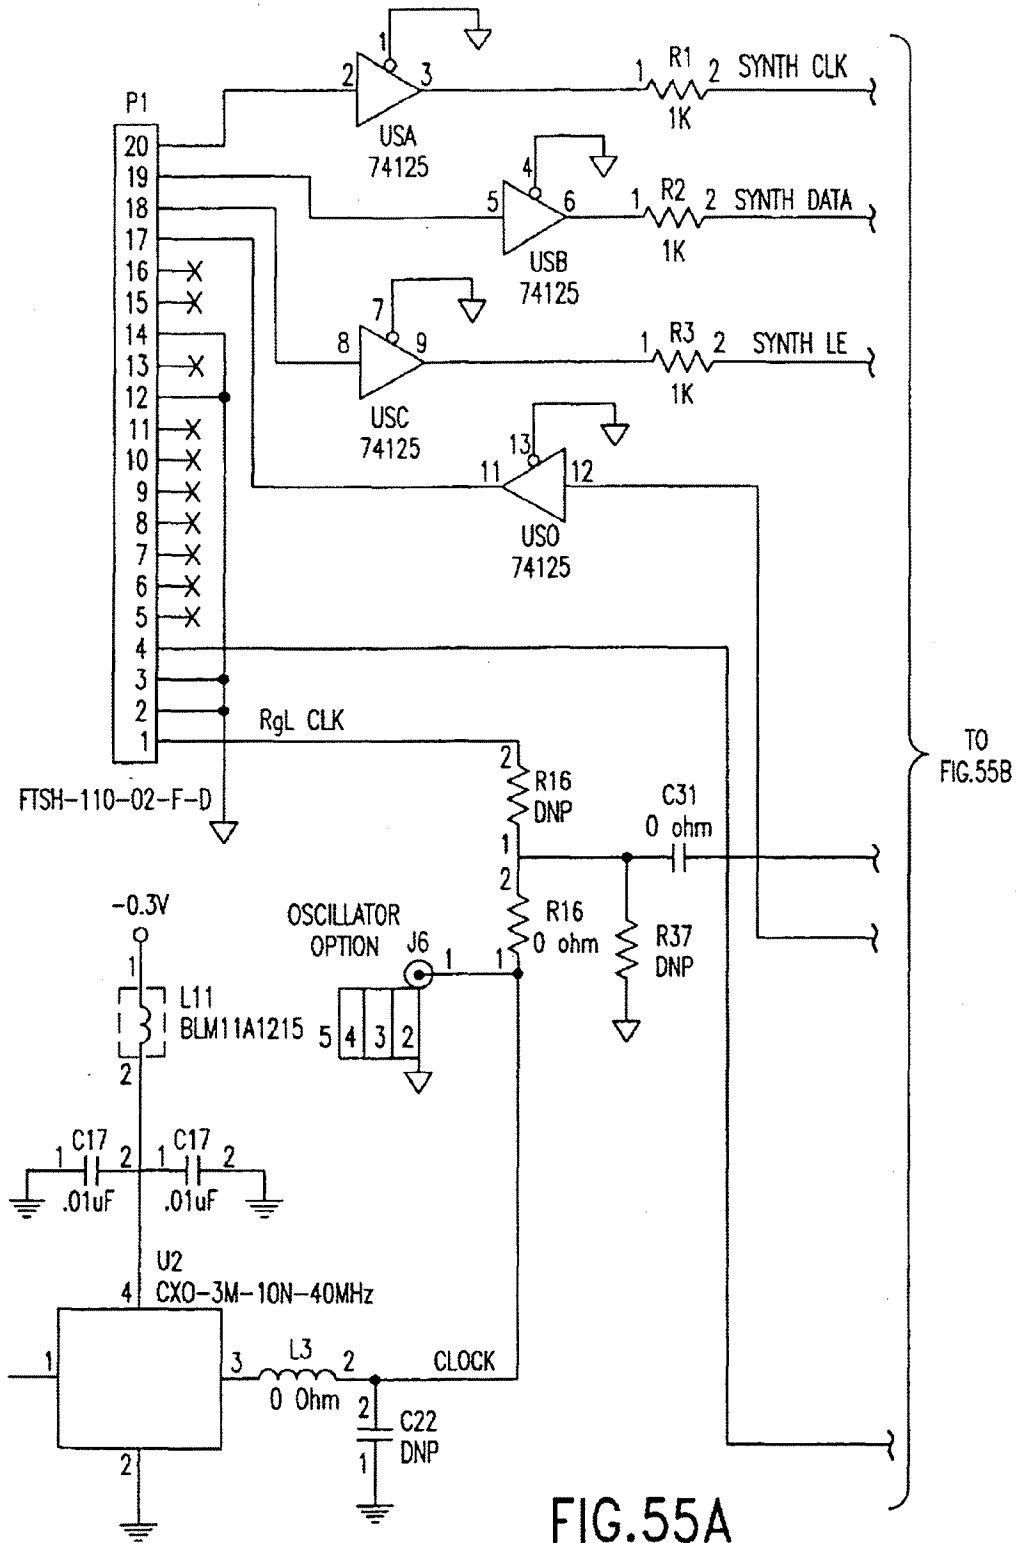 1
2 3
USA
74125
R1
1 2
1K
SYNTH CLK
P1
20
19
18
17
16
15
14
13
12
11
10
9
8
7
6
5
4
3
2
1
FTSH-110-02-F-D
4
5 6
USB
74125
R2
1 2
1K
SYNTH DATA
7
8 9
USC
74125
R3
1 2
1K
SYNTH LE
13
11 12
USO
74125
RgL CLK
TO
FIG.55B
2
R16
DNP
1
C31
0 ohm
2
R16
0 ohm
1
R37
DNP
OSCILLATOR
OPTION
J6
1
5 4 3 2
-0.3V
1
L11
BLM11A1215
2
C17
1 2
.01uF
C17
1 2
.01uF
U2
CXO-3M-10N-40MHz
4
1
3
2
L3
2
0 Ohm
CLOCK
2
C22
DNP
1
FIG.55A